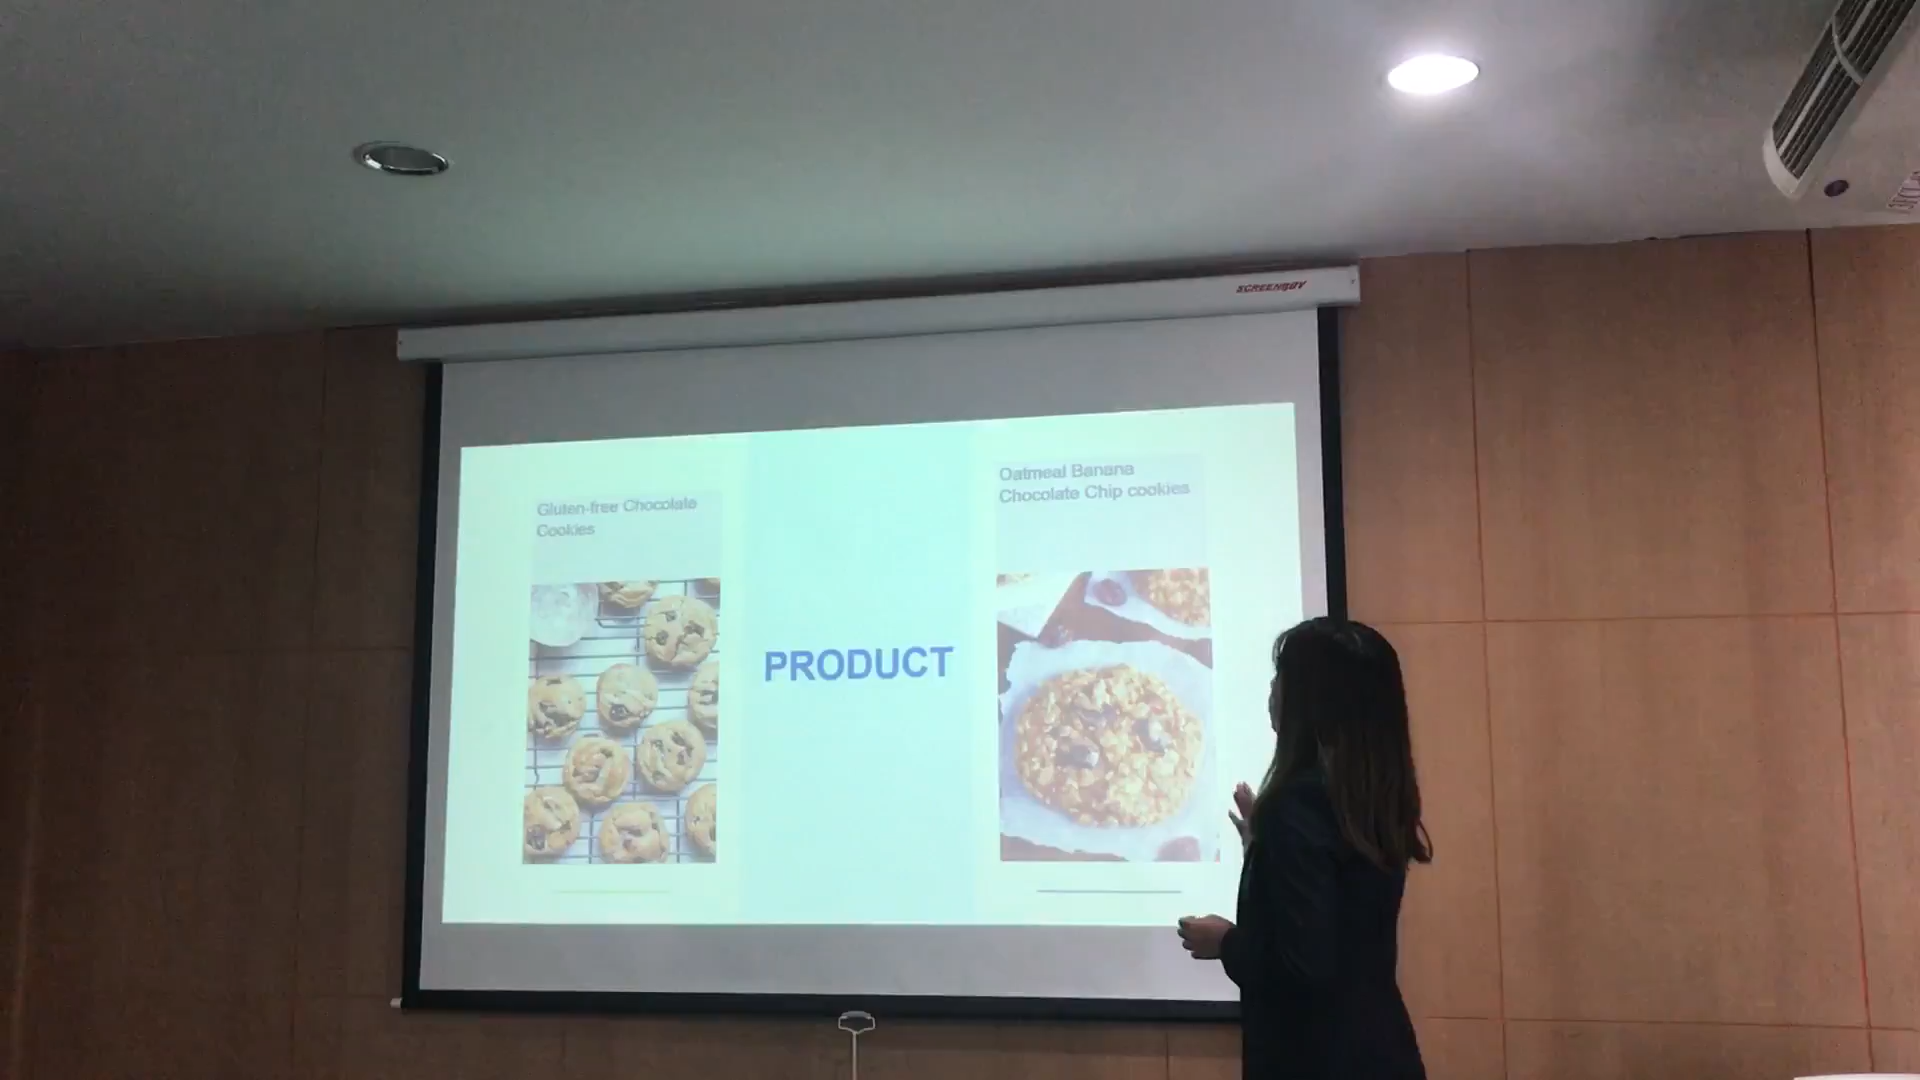 SCREENBOY
Gluten-free Chocolate
Cookies
PRODUCT
Oatmeal Banana
Chocolate Chip cookies